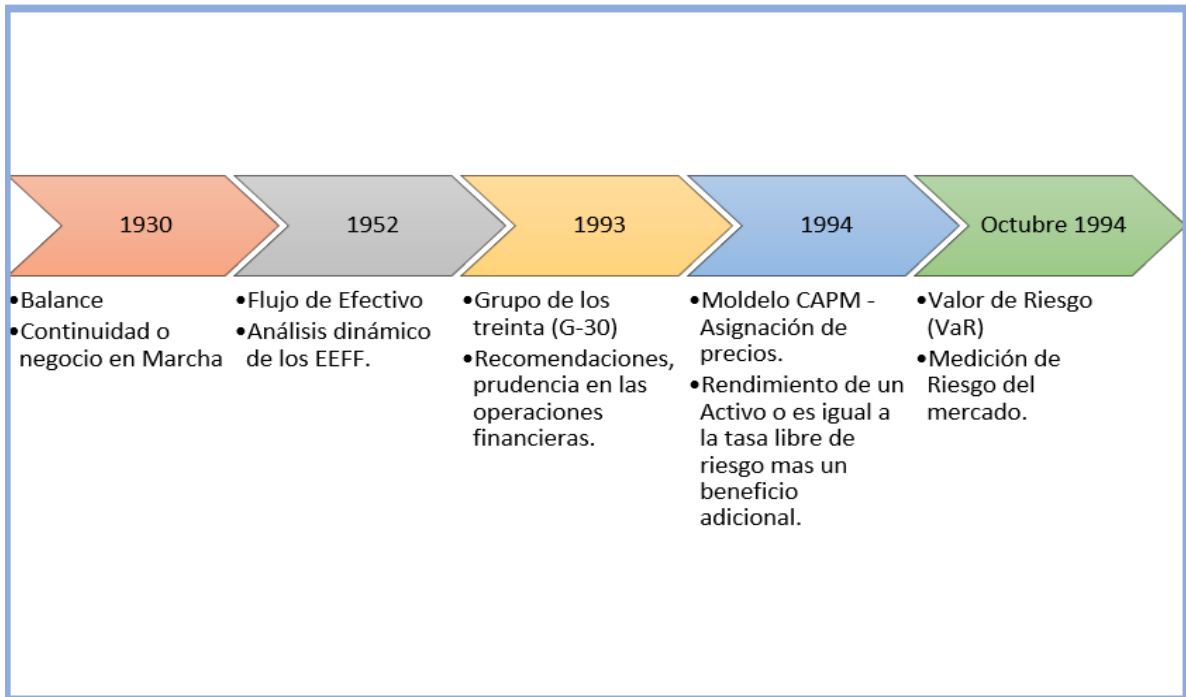 1930
•Balance
•Continuidad o
negocio en Marcha
1952
•Flujo de Efectivo
•Análisis dinámico
de los EEFF.
1993
•Grupo de los
treinta (G-30)
•Recomendaciones,
prudencia en las
operaciones
financieras.
1994
•Moldelo CAPM -
Asignación de
precios.
•Rendimiento de un
Activo o es igual a
la tasa libre de
riesgo mas un
beneficio
adicional.
Octubre 1994
•Valor de Riesgo
(VaR)
•Medición de
Riesgo del
mercado.